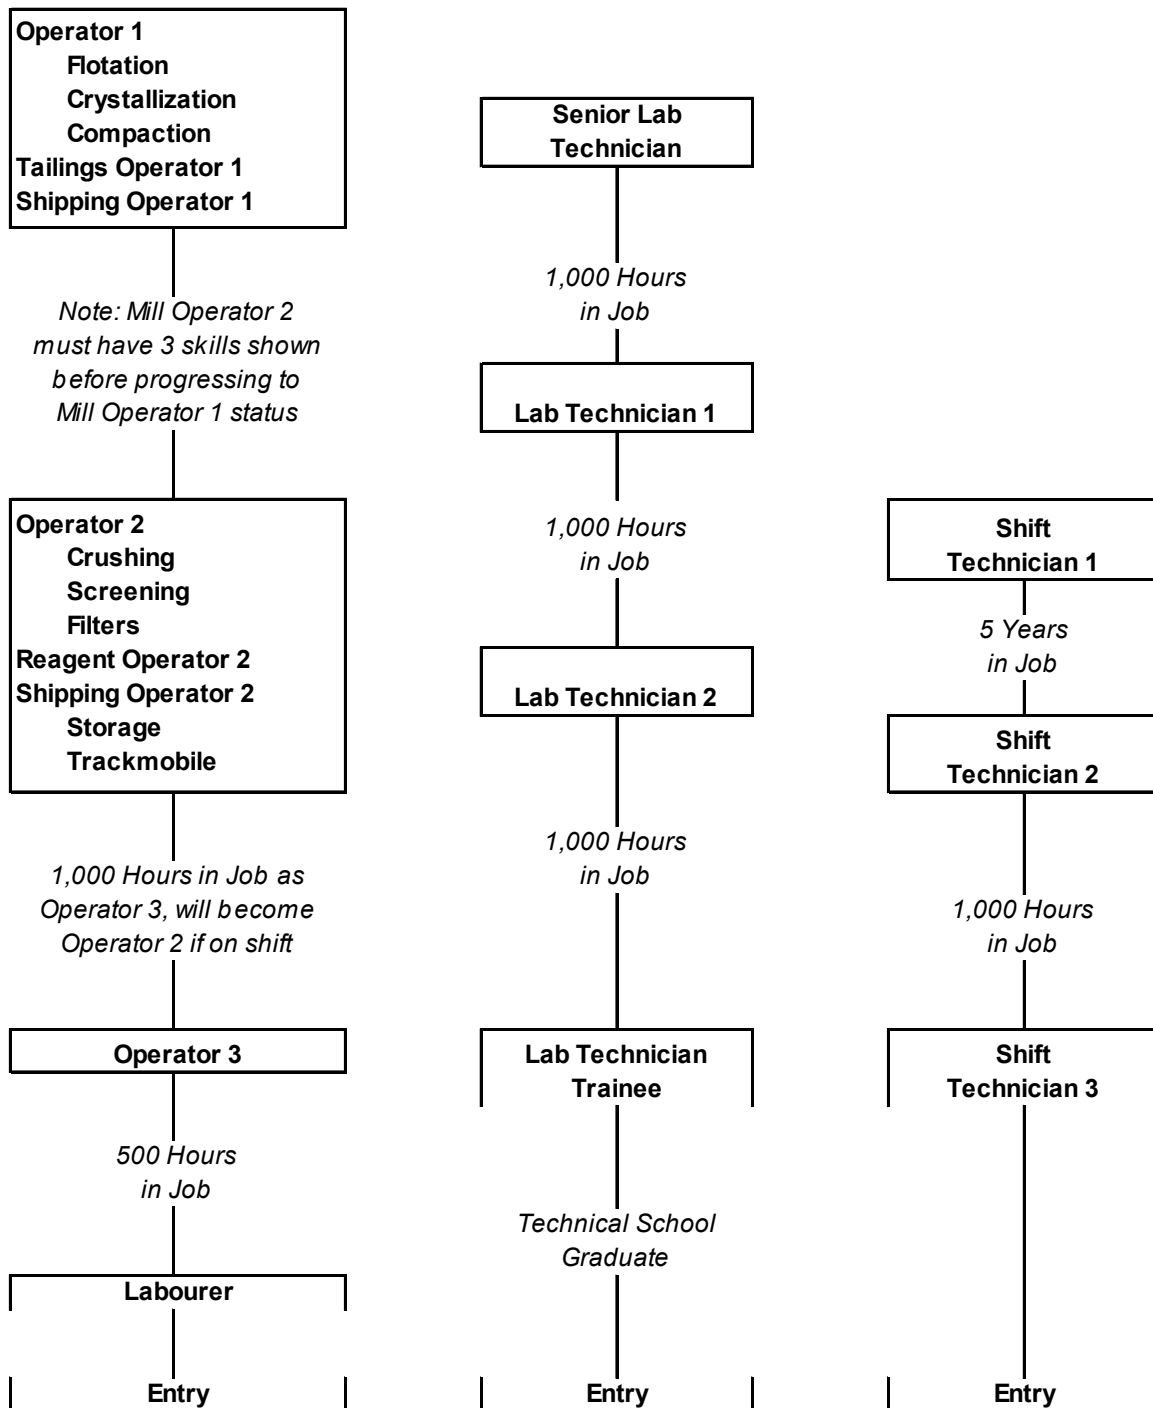 Operator 1
Flotation
Crystallization
Compaction
Tailings Operator 1
Shipping Operator 1
Note: Mill Operator 2
must have 3 skills shown
before progressing to
Mill Operator 1 status
Operator 2
Crushing
Screening
Filters
Reagent Operator 2
Shipping Operator 2
Storage
Trackmobile
1,000 Hours in Job as
Operator 3, will become
Operator 2 if on shift
Operator 3
500 Hours
in Job
Labourer
Entry
Senior Lab
Technician
1,000 Hours
in Job
Lab Technician 1
1,000 Hours
in Job
Lab Technician 2
1,000 Hours
in Job
Lab Technician
Trainee
Technical School
Graduate
Entry
Shift
Technician 1
5 Years
in Job
Shift
Technician 2
1,000 Hours
in Job
Shift
Technician 3
Entry